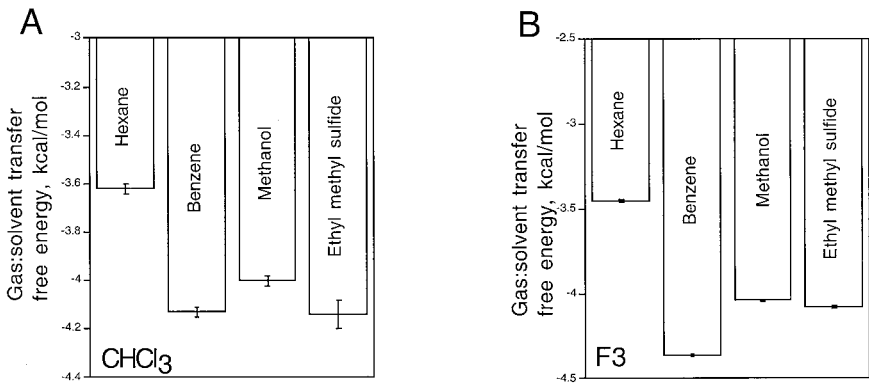 A
Gas:solvent transfer
free energy, kcal/mol
-3
-3.2
-3.4
-3.6
-3.8
-4
-4.2
-4.4
Hexane
Benzene
Methanol
Ethyl methyl sulfide
CHCl3
B
Gas:solvent transfer
free energy, kcal/mol
-2.5
-3
-3.5
-4
-4.5
Hexane
Benzene
Methanol
Ethyl methyl sulfide
F3